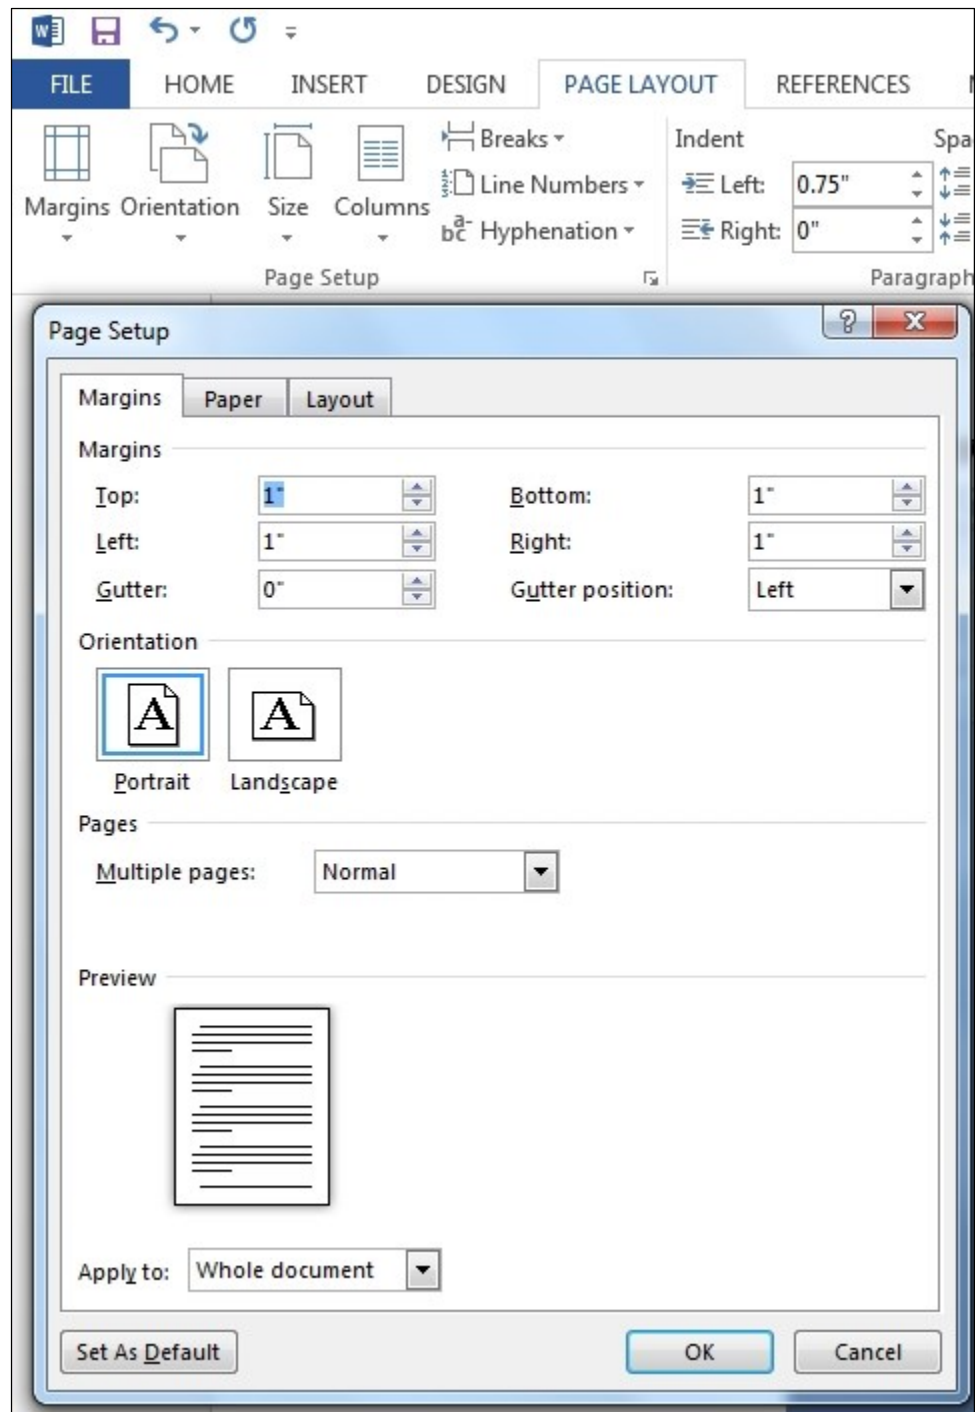 W
FILE HOME INSERT DESIGN PAGE LAYOUT REFERENCES
Breaks Indent Spa
Line Numbers Left: 0.75"
Margins Orientation Size Columns
a- bc Hyphenation Right: 0"
Page Setup Paragraph
Page Setup ? X
Margins Paper Layout
Margins
Top: 1" Bottom: 1"
Left: 1" Right: 1"
Gutter: 0" Gutter position: Left
Orientation
A A
Portrait Landscape
Pages
Multiple pages: Normal
Preview
Apply to: Whole document
Set As Default OK Cancel